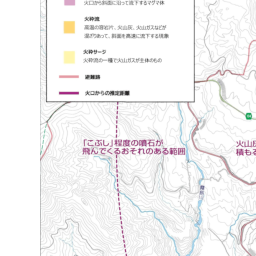 火口から斜面に沿って流下するマグマ体
火砕流
高温の溶岩片、火山灰、火山ガスなどが
混ざりあって、斜面を高速に流下する現象
火砕サージ
火砕流の一種で火山ガスが主体のもの
避難路
火口からの推定距離
「こぶし」程度の噴石が
飛んでくるおそれのある範囲
火山灰
積も